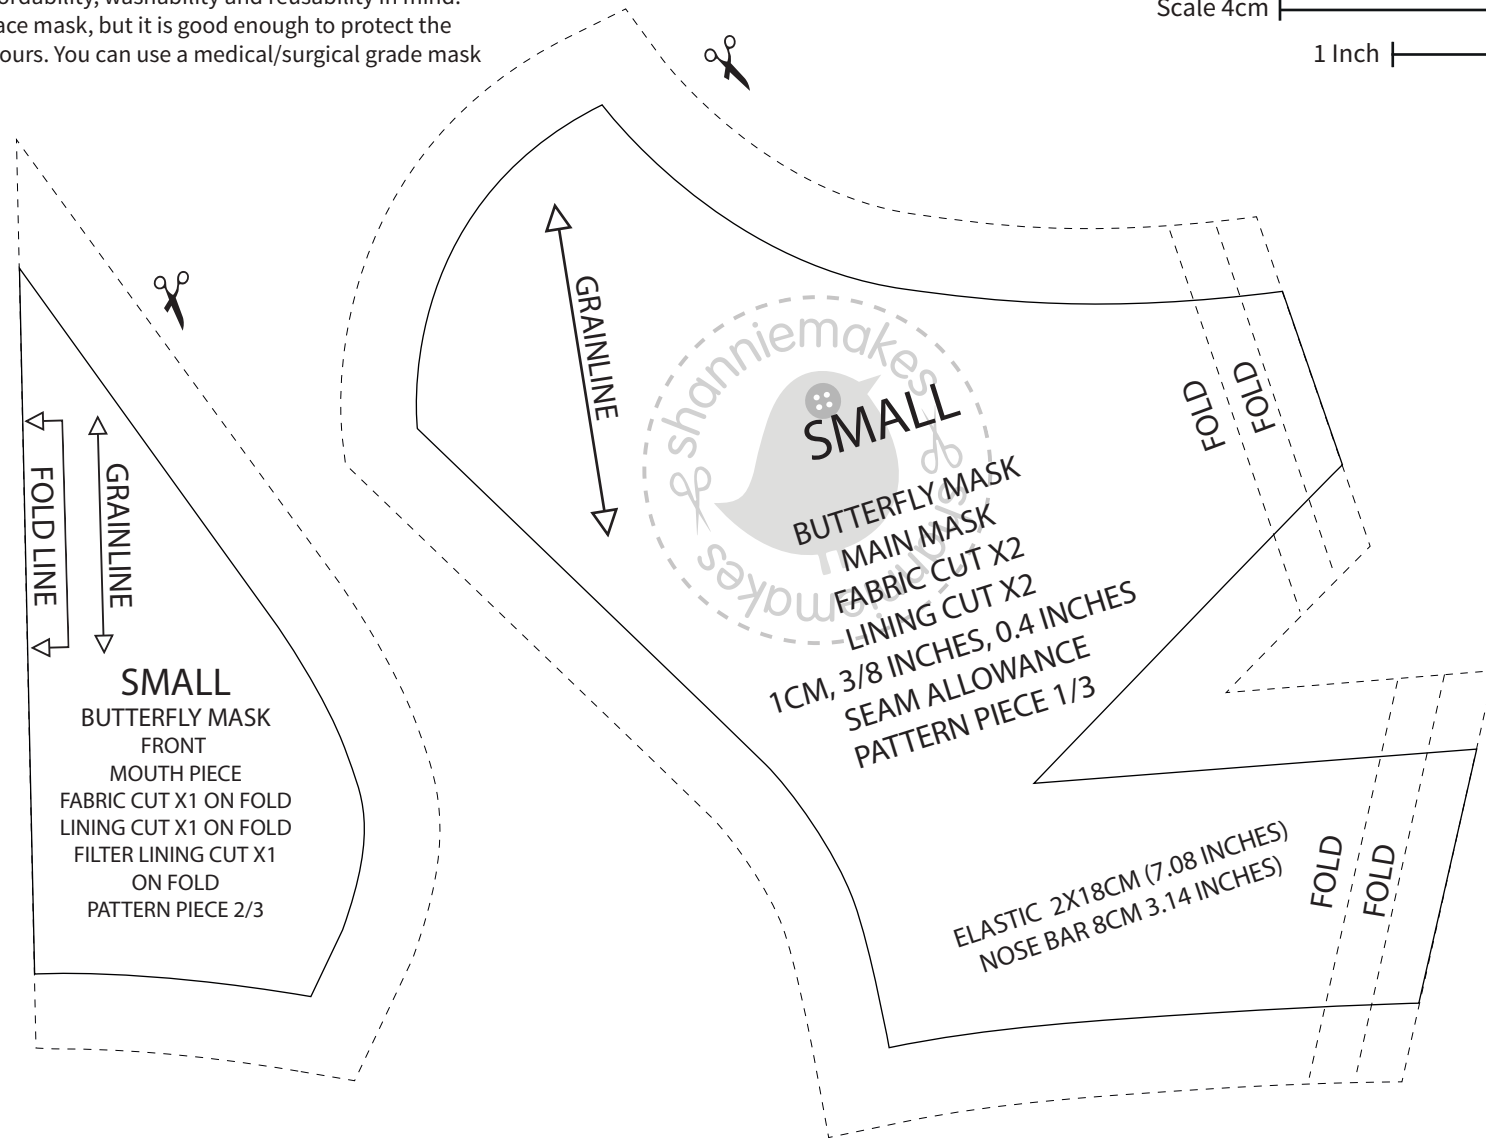 ordability, washability and reusability in mind.
ace mask, but it is good enough to protect the
ours. You can use a medical/surgical grade mask
Scale 4cm
1 Inch
GRAINLINE
shanniemakes
shanniemakes
SMALL
BUTTERFLY MASK
MAIN MASK
FABRIC CUT X2
LINING CUT X2
1CM, 3/8 INCHES, 0.4 INCHES
SEAM ALLOWANCE
PATTERN PIECE 1/3
FOLD
FOLD
FOLD LINE
GRAINLINE
SMALL
BUTTERFLY MASK
FRONT
MOUTH PIECE
FABRIC CUT X1 ON FOLD
LINING CUT X1 ON FOLD
FILTER LINING CUT X1
ON FOLD
PATTERN PIECE 2/3
ELASTIC 2X18CM (7.08 INCHES)
NOSE BAR 8CM 3.14 INCHES)
FOLD
FOLD